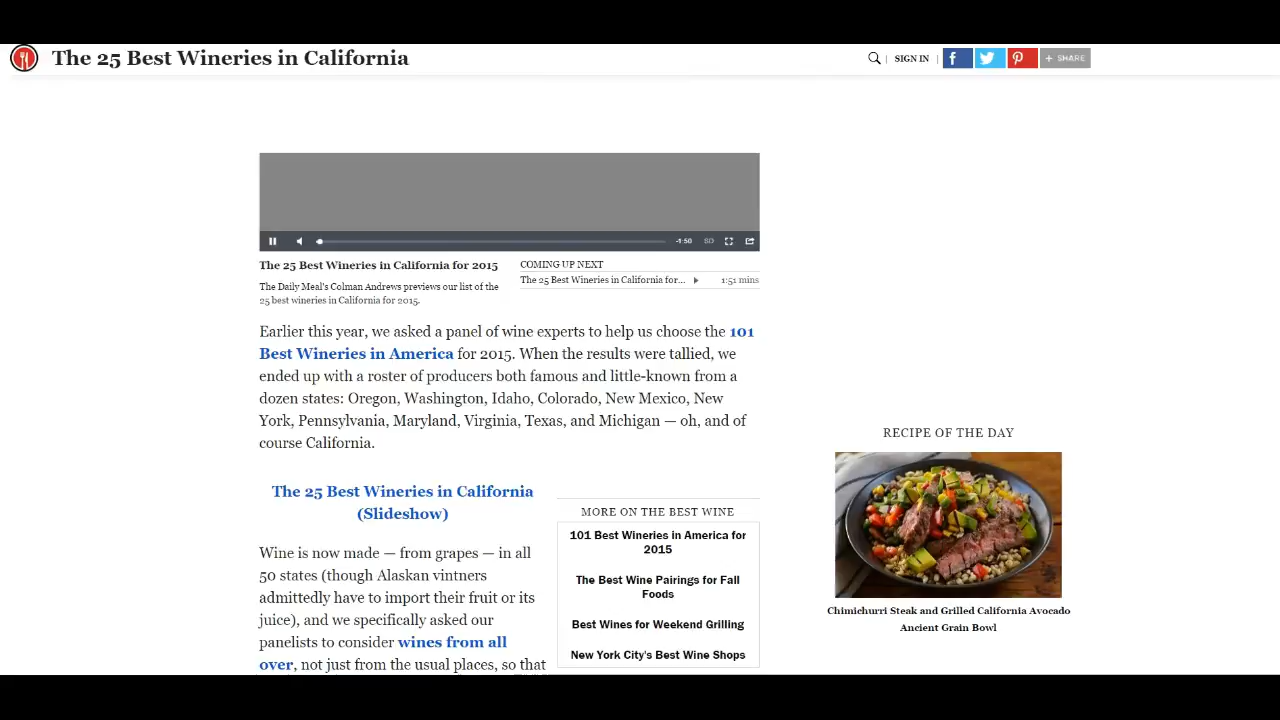 The 25 Best Wineries in California
SIGN IN
SHARE
-1:50
SD
The 25 Best Wineries in California for 2015
The Daily Meal's Colman Andrews previews our list of the
25 best wineries in California for 2015.
COMING UP NEXT
The 25 Best Wineries in California for...
1:51 mins
Earlier this year, we asked a panel of wine experts to help us choose the 101
Best Wineries in America for 2015. When the results were tallied, we
ended up with a roster of producers both famous and little-known from a
dozen states: Oregon, Washington, Idaho, Colorado, New Mexico, New
York, Pennsylvania, Maryland, Virginia, Texas, and Michigan — oh, and of
course California.
The 25 Best Wineries in California
(Slideshow)
Wine is now made — from grapes — in all
50 states (though Alaskan vintners
admittedly have to import their fruit or its
juice), and we specifically asked our
panelists to consider wines from all
over, not just from the usual places, so that
MORE ON THE BEST WINE
101 Best Wineries in America for
2015
The Best Wine Pairings for Fall
Foods
Best Wines for Weekend Grilling
New York City's Best Wine Shops
RECIPE OF THE DAY
Chimichurri Steak and Grilled California Avocado
Ancient Grain Bowl